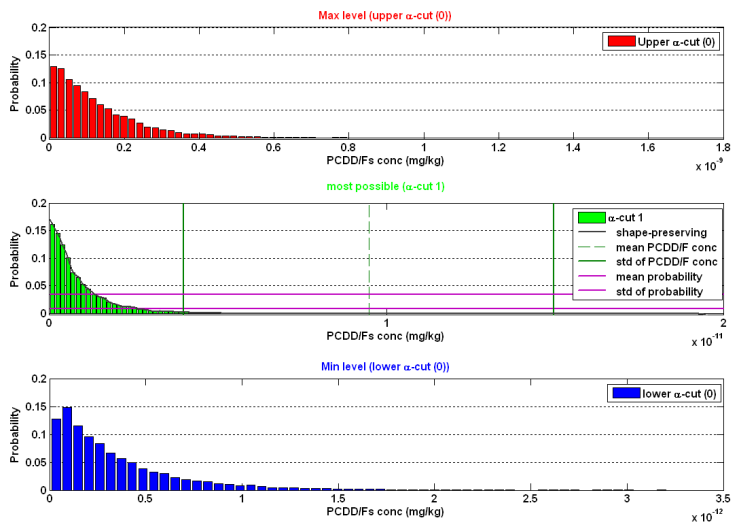 Max level (upper α-cut (0))
0.2
0.15
0.1
0.05
0
Probability
Upper α-cut (0)
0 0.2 0.4 0.6 0.8 1 1.2 1.4 1.6 1.8
PCDD/Fs conc (mg/kg)
x 10^-9
most possible (α-cut 1)
0.2
0.15
0.1
0.05
0
Probability
α-cut 1
shape-preserving
mean PCDD/F conc
std of PCDD/F conc
mean probability
std of probability
0 1 2
PCDD/Fs conc (mg/kg)
x 10^-11
Min level (lower α-cut (0))
0.2
0.15
0.1
0.05
0
Probability
lower α-cut (0)
0 0.5 1 1.5 2 2.5 3 3.5
PCDD/Fs conc (mg/kg)
x 10^-12